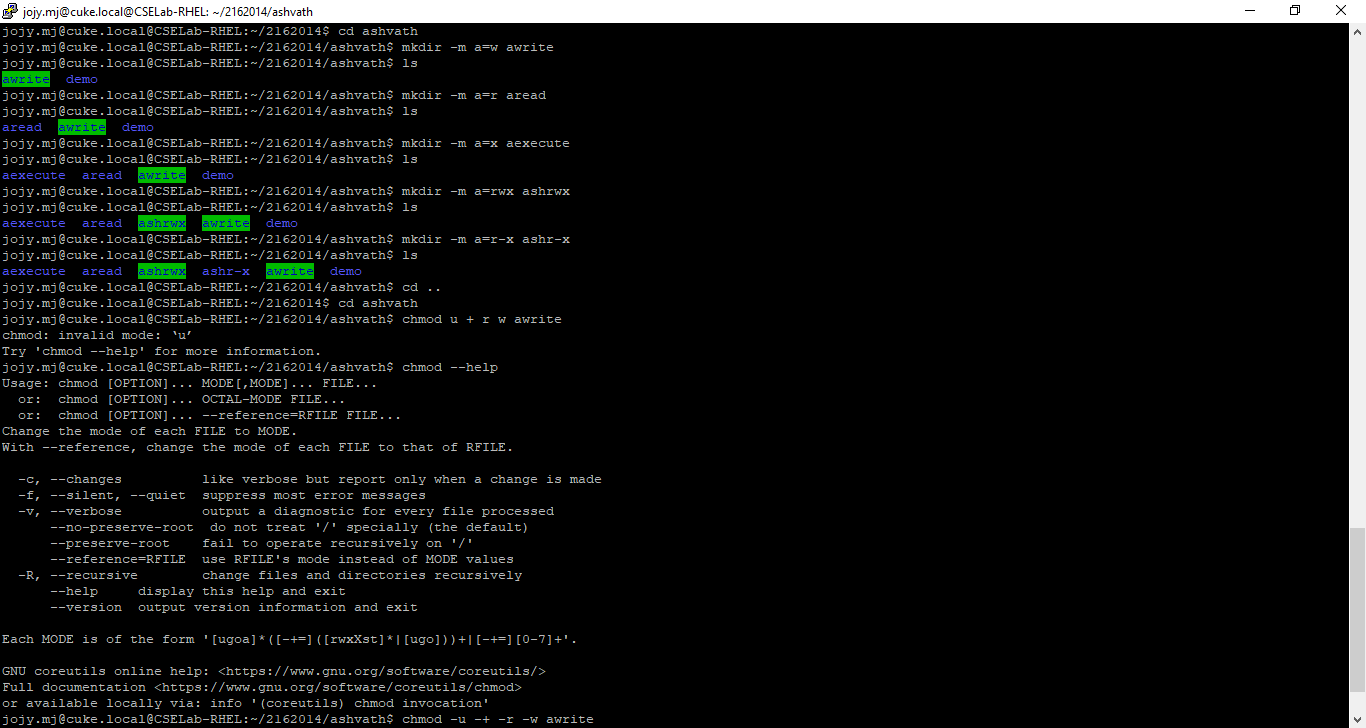 jojy.mj@cuke.local@CSELab-RHEL: ~/2162014/ashvath
jojy.mj@cuke.local@CSELab-RHEL:~/2162014$ cd ashvath
jojy.mj@cuke.local@CSELab-RHEL:~/2162014/ashvath$ mkdir -m a=w awrite
jojy.mj@cuke.local@CSELab-RHEL:~/2162014/ashvath$ ls
awrite  demo
jojy.mj@cuke.local@CSELab-RHEL:~/2162014/ashvath$ mkdir -m a=r aread
jojy.mj@cuke.local@CSELab-RHEL:~/2162014/ashvath$ ls
aread  awrite  demo
jojy.mj@cuke.local@CSELab-RHEL:~/2162014/ashvath$ mkdir -m a=x aexecute
jojy.mj@cuke.local@CSELab-RHEL:~/2162014/ashvath$ ls
aexecute  aread  awrite  demo
jojy.mj@cuke.local@CSELab-RHEL:~/2162014/ashvath$ mkdir -m a=rwx ashrwx
jojy.mj@cuke.local@CSELab-RHEL:~/2162014/ashvath$ ls
aexecute  aread  ashrwx  awrite  demo
jojy.mj@cuke.local@CSELab-RHEL:~/2162014/ashvath$ mkdir -m a=r-x ashr-x
jojy.mj@cuke.local@CSELab-RHEL:~/2162014/ashvath$ ls
aexecute  aread  ashrwx  ashr-x  awrite  demo
jojy.mj@cuke.local@CSELab-RHEL:~/2162014/ashvath$ cd ..
jojy.mj@cuke.local@CSELab-RHEL:~/2162014$ cd ashvath
jojy.mj@cuke.local@CSELab-RHEL:~/2162014/ashvath$ chmod u + r w awrite
chmod: invalid mode: ‘u’
Try 'chmod --help' for more information.
jojy.mj@cuke.local@CSELab-RHEL:~/2162014/ashvath$ chmod --help
Usage: chmod [OPTION]... MODE[,MODE]... FILE...
  or:  chmod [OPTION]... OCTAL-MODE FILE...
  or:  chmod [OPTION]... --reference=RFILE FILE...
Change the mode of each FILE to MODE.
With --reference, change the mode of each FILE to that of RFILE.

  -c, --changes          like verbose but report only when a change is made
  -f, --silent, --quiet  suppress most error messages
  -v, --verbose          output a diagnostic for every file processed
      --no-preserve-root  do not treat '/' specially (the default)
      --preserve-root    fail to operate recursively on '/'
      --reference=RFILE  use RFILE's mode instead of MODE values
  -R, --recursive        change files and directories recursively
      --help     display this help and exit
      --version  output version information and exit

Each MODE is of the form '[ugoa]*([-+=]([rwxXst]*|[ugo]))+|[-+=][0-7]+'.

GNU coreutils online help: <https://www.gnu.org/software/coreutils/>
Full documentation <https://www.gnu.org/software/coreutils/chmod>
or available locally via: info '(coreutils) chmod invocation'
jojy.mj@cuke.local@CSELab-RHEL:~/2162014/ashvath$ chmod -u -+ -r -w awrite